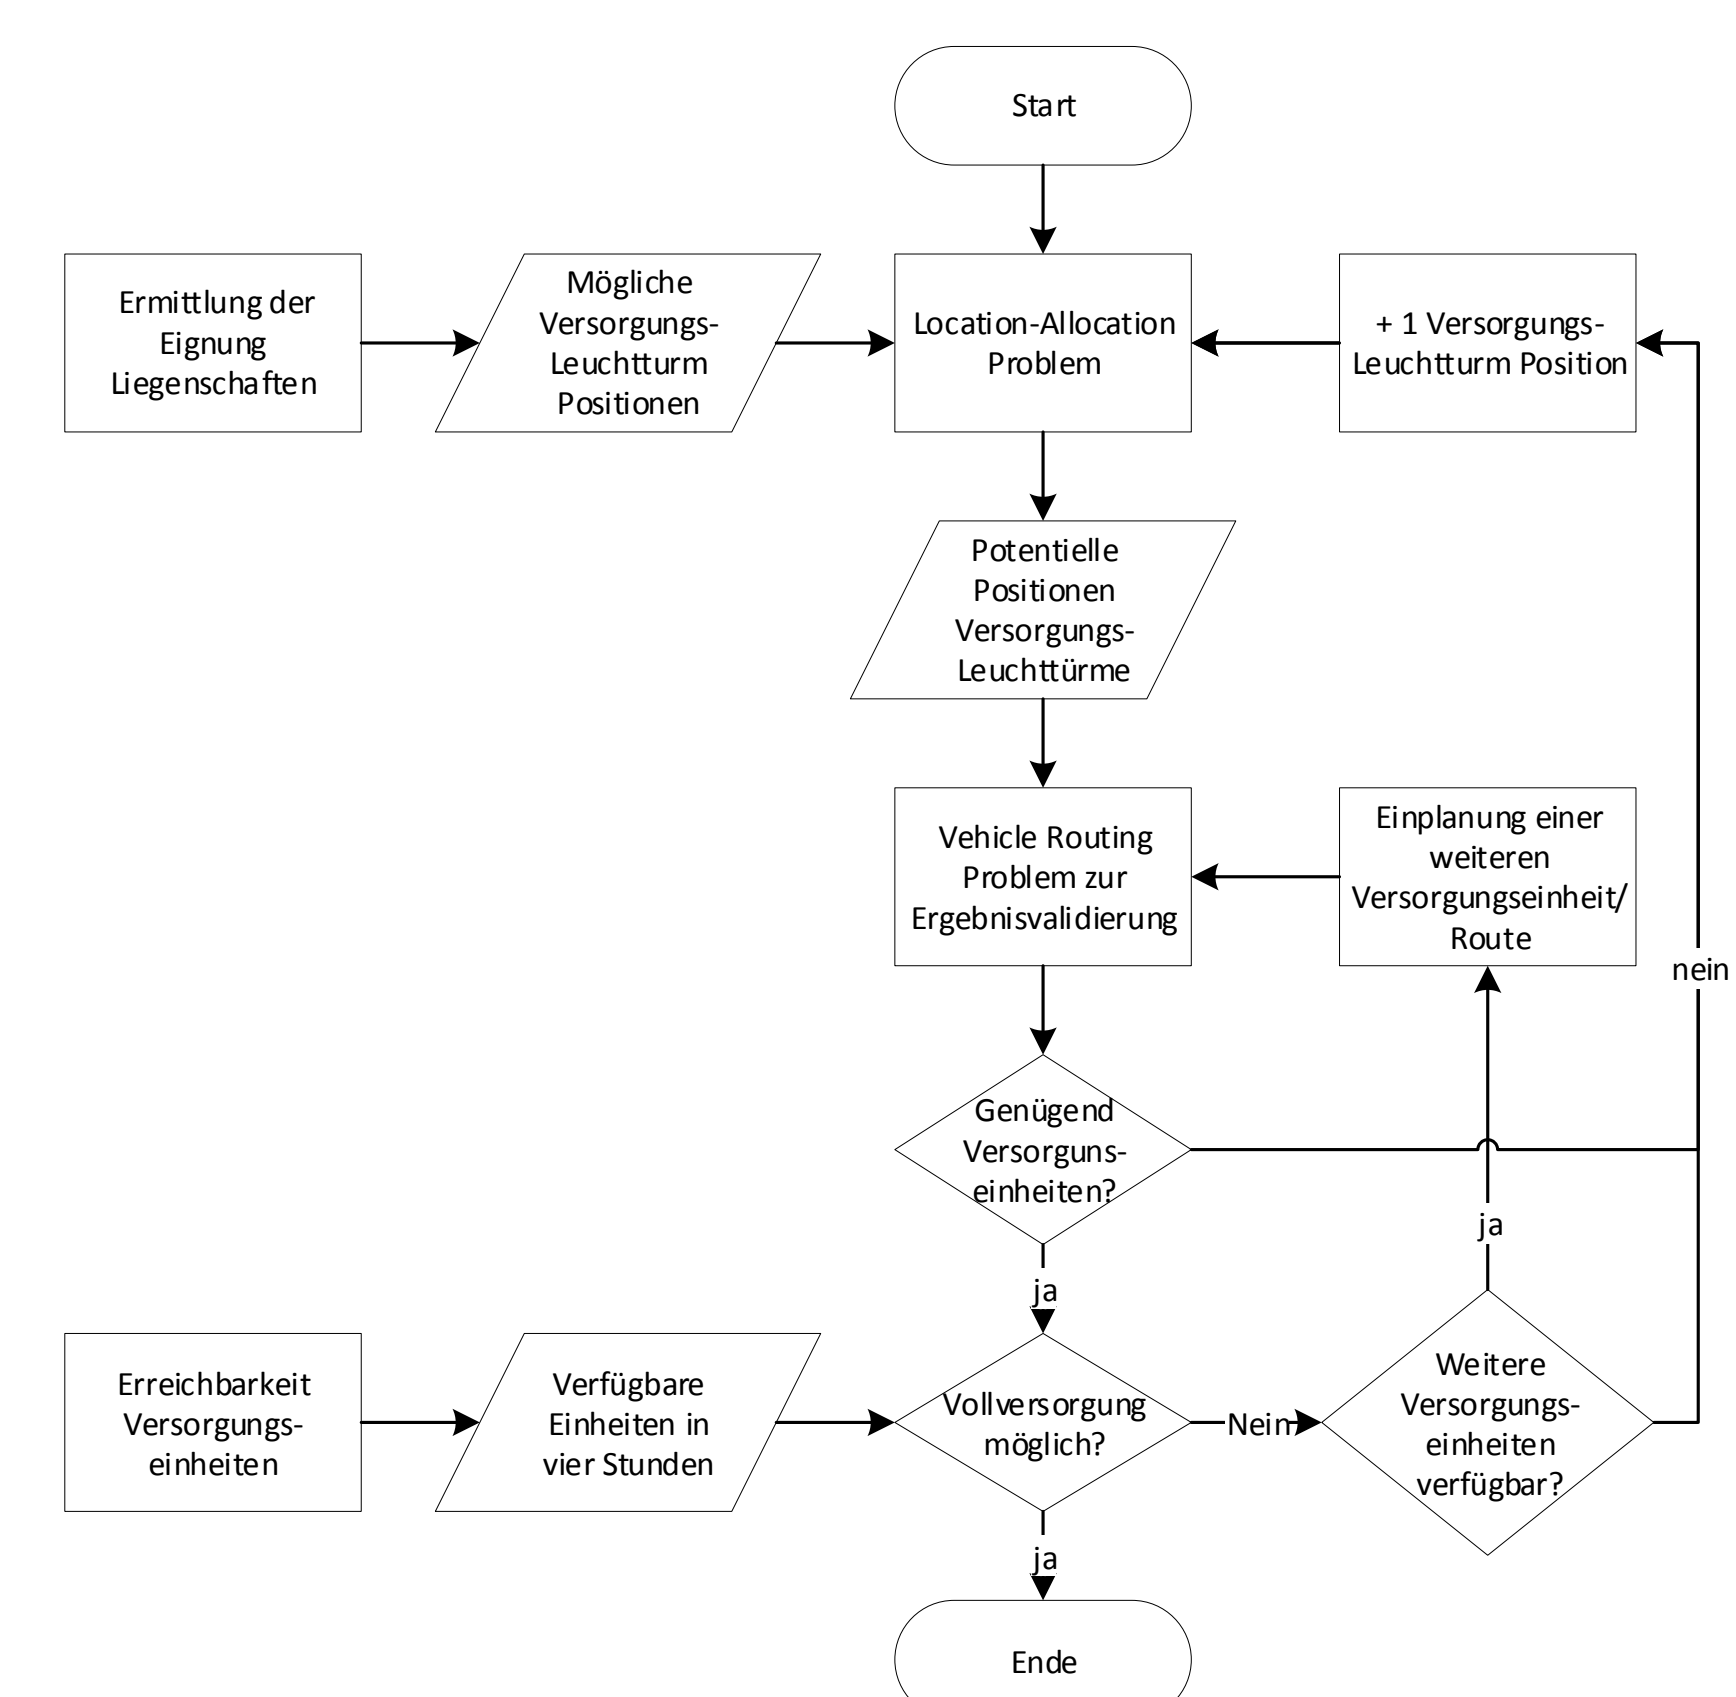 Start
Ermittlung der
Eignung
Liegenschaften
Mögliche
Versorgungs-
Leuchtturm
Positionen
Location-Allocation
Problem
+ 1 Versorgungs-
Leuchtturm Position
Potentielle
Positionen
Versorgungs-
Leuchttürme
Vehicle Routing
Problem zur
Ergebnisvalidierung
Einplanung einer
weiteren
Versorgungseinheit/
Route
nein
Genügend
Versorguns-
einheiten?
ja
ja
Erreichbarkeit
Versorgungs-
einheiten
Verfügbare
Einheiten in
vier Stunden
Vollversorgung
möglich?
Nein
Weitere
Versorgungs-
einheiten
verfügbar?
ja
Ende